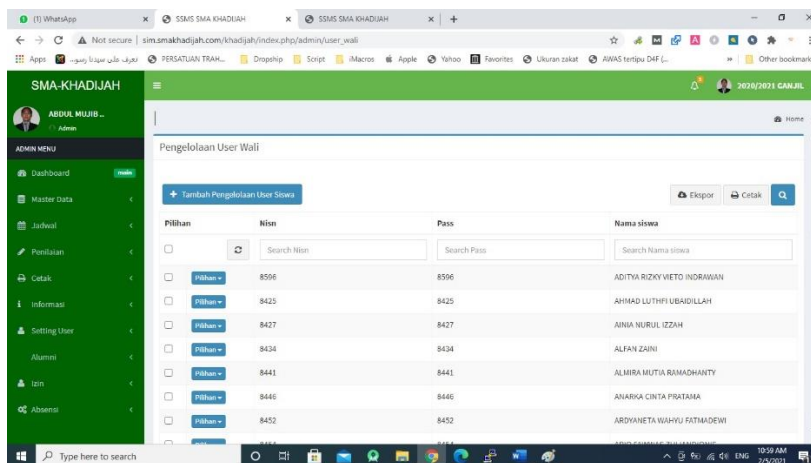 (1) WhatsApp
SSMS SMA KHADIJAH
SSMS SMA KHADIJAH
Not secure | sim.smakhadijah.com/khadijah/index.php/admin/user_wali
Apps
PERSATUAN TRAH...
Dropship
Script
iMacros
Apple
Yahoo
Favorites
Ukuran zakat
AWAS tertipu D4F (...
Other bookmark
SMA-KHADIJAH
2020/2021 GANJIL
ABDUL MUJIB ...
Admin
Home
ADMIN MENU
Pengelolaan User Wali
Dashboard
main
Master Data
Jadwal
Penilaian
Cetak
Informasi
Setting User
Alumni
Izin
Absensi
+ Tambah Pengelolaan User Siswa
Ekspor
Cetak
Pilihan Nisn Pass Nama siswa
Search Nisn Search Pass Search Nama siswa
Pilihan 8596 8596 ADITYA RIZKY VIETO INDRAWAN
Pilihan 8425 8425 AHMAD LUTHFI UBAIDILLAH
Pilihan 8427 8427 AINIA NURUL IZZAH
Pilihan 8434 8434 ALFAN ZAINI
Pilihan 8441 8441 ALMIRA MUTIA RAMADHANTY
Pilihan 8446 8446 ANARKA CINTA PRATAMA
Pilihan 8452 8452 ARDYANETA WAHYU FATMADEWI
Type here to search
ENG
10:59 AM
2/5/2021